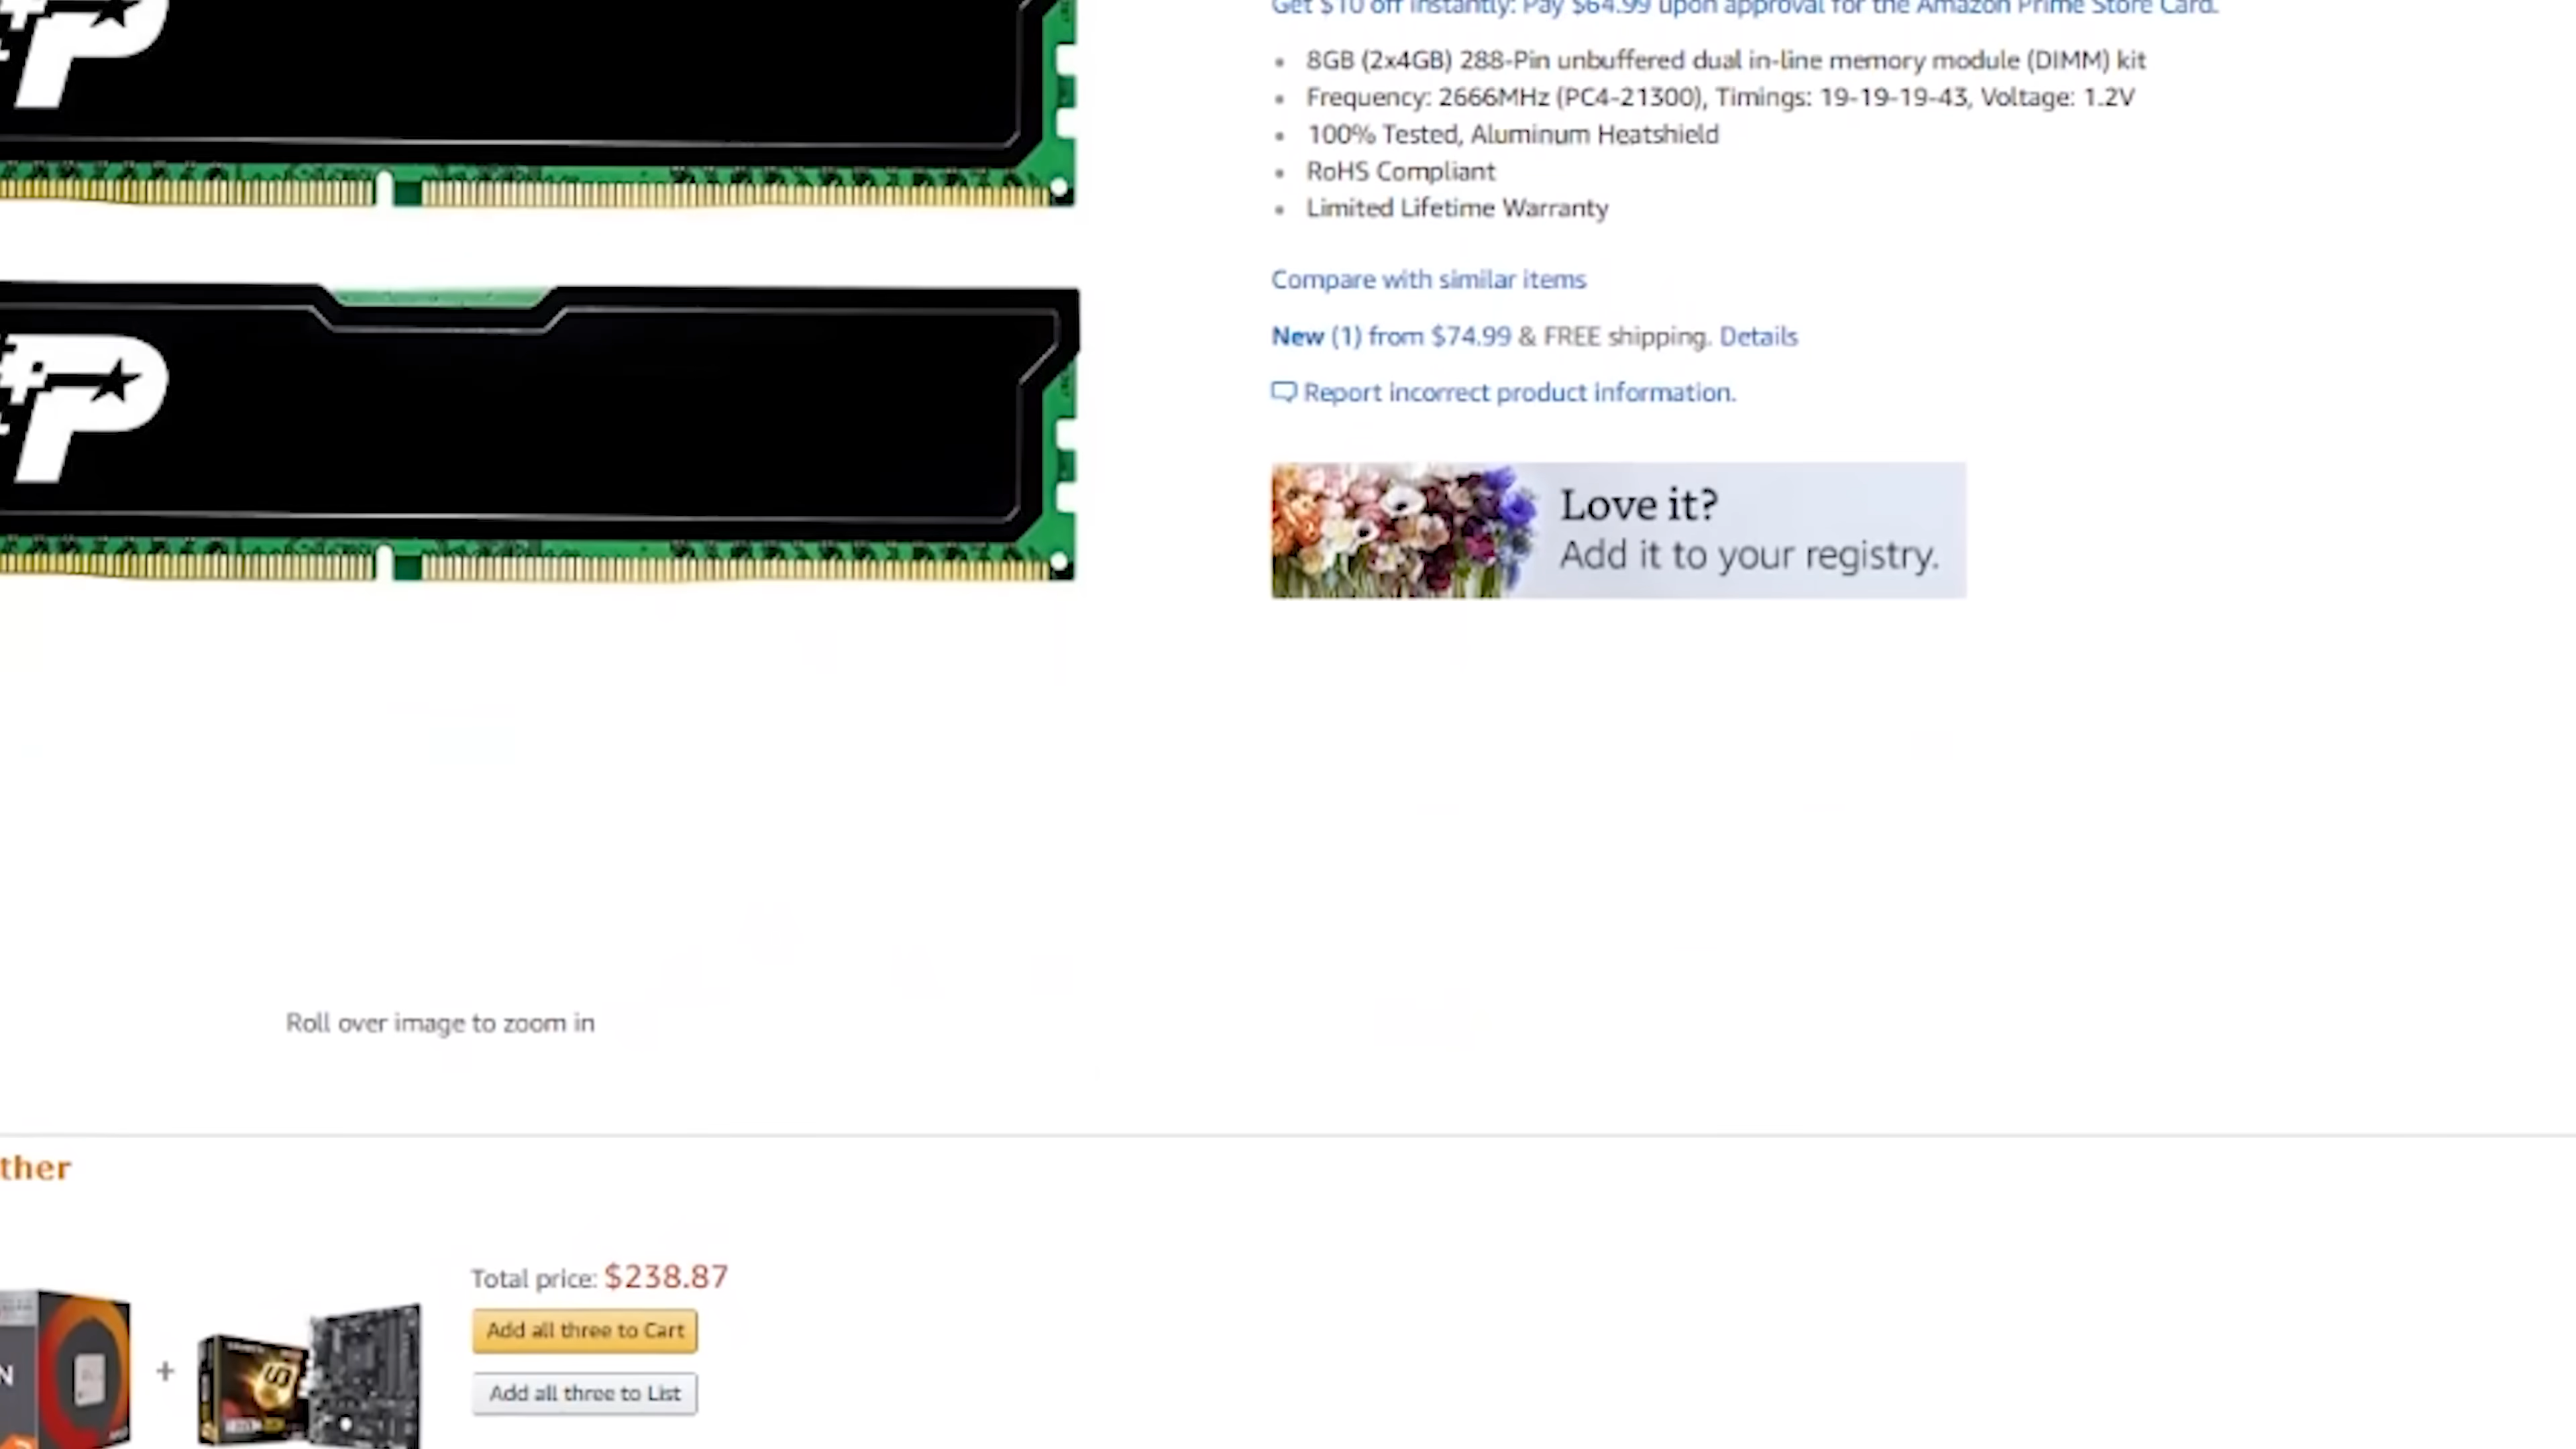 Get $10 off instantly: Pay $64.99 upon approval for the Amazon Prime Store Card.
8GB (2x4GB) 288-Pin unbuffered dual in-line memory module (DIMM) kit
Frequency: 2666MHz (PC4-21300), Timings: 19-19-19-43, Voltage: 1.2V
100% Tested, Aluminum Heatshield
RoHS Compliant
Limited Lifetime Warranty
Compare with similar items
New (1) from $74.99 & FREE shipping. Details
Report incorrect product information.
Love it?
Add it to your registry.
Roll over image to zoom in
ther
Total price: $238.87
Add all three to Cart
+
Add all three to List
N